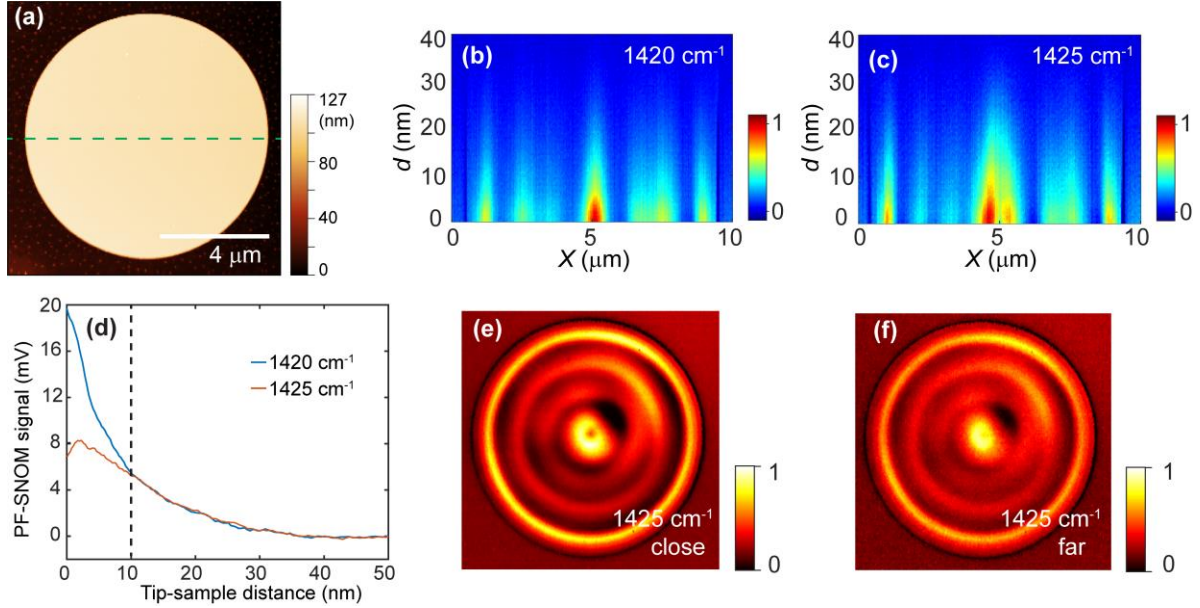 (a)
127
(nm)
80
40
0
4 μm
(b)
1420 cm⁻¹
40
30
20
10
0
d (nm)
0
5
10
X (μm)
1
0
(c)
1425 cm⁻¹
40
30
20
10
0
d (nm)
0
5
10
X (μm)
1
0
(d)
20
16
12
8
4
0
PF-SNOM signal (mV)
1420 cm⁻¹
1425 cm⁻¹
0
10
20
30
40
50
Tip-sample distance (nm)
(e)
1425 cm⁻¹
close
1
0
(f)
1425 cm⁻¹
far
1
0